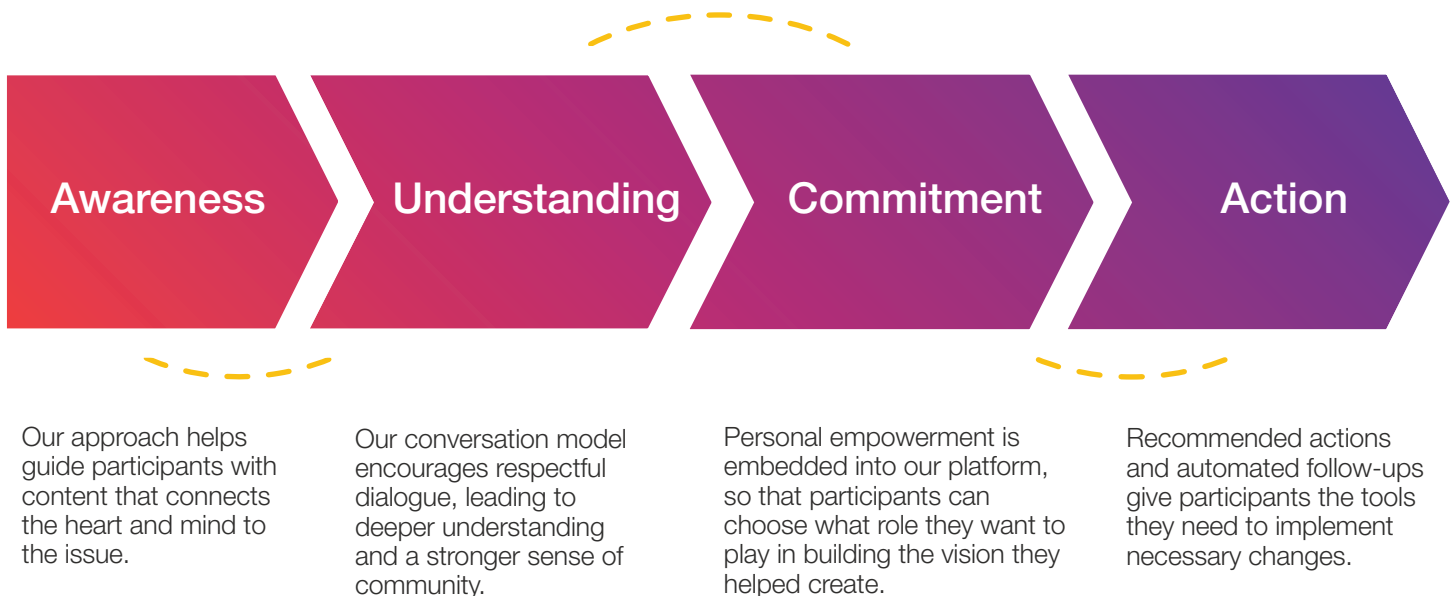 Awareness
Understanding
Commitment
Action
Our approach helps
guide participants with
content that connects
the heart and mind to
the issue.
Our conversation model
encourages respectful
dialogue, leading to
deeper understanding
and a stronger sense of
community.
Personal empowerment is
embedded into our platform,
so that participants can
choose what role they want to
play in building the vision they
helped create.
Recommended actions
and automated follow-ups
give participants the tools
they need to implement
necessary changes.